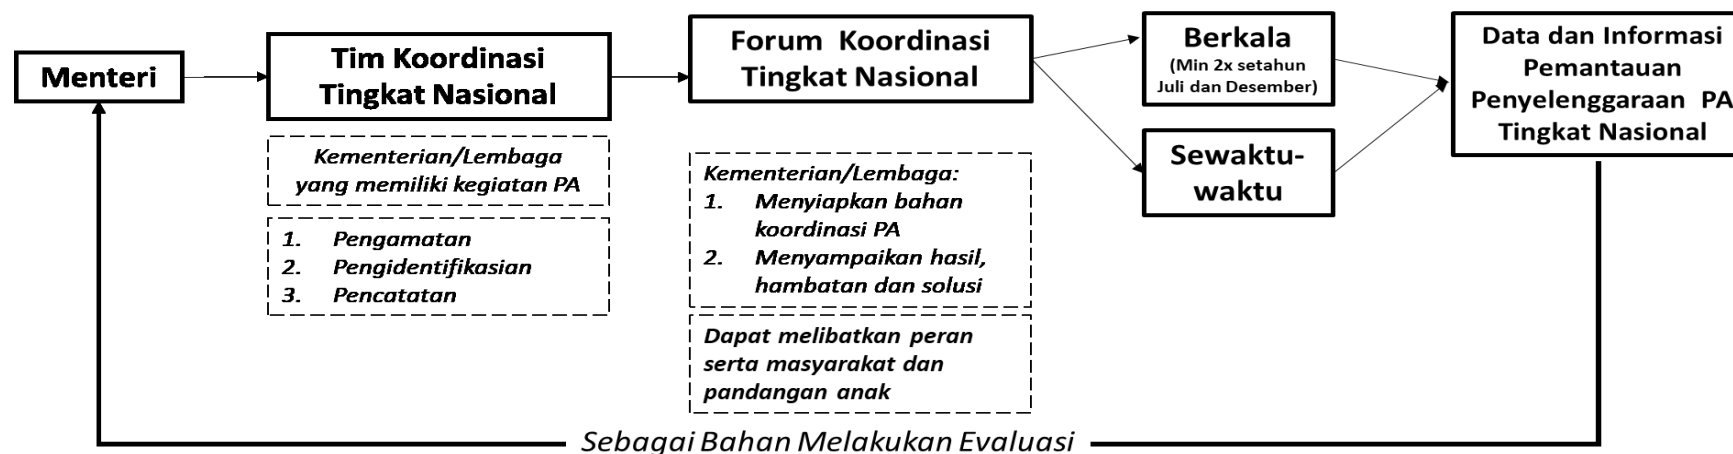 Menteri
Tim Koordinasi
Tingkat Nasional
Kementerian/Lembaga
yang memiliki kegiatan PA
1. Pengamatan
2. Pengidentifikasian
3. Pencatatan
Forum Koordinasi
Tingkat Nasional
Kementerian/Lembaga:
1. Menyiapkan bahan
koordinasi PA
2. Menyampaikan hasil,
hambatan dan solusi
Dapat melibatkan peran
serta masyarakat dan
pandangan anak
Berkala
(Min 2x setahun
Juli dan Desember)
Sewaktu-
waktu
Data dan Informasi
Pemantauan
Penyelenggaraan PA
Tingkat Nasional
Sebagai Bahan Melakukan Evaluasi